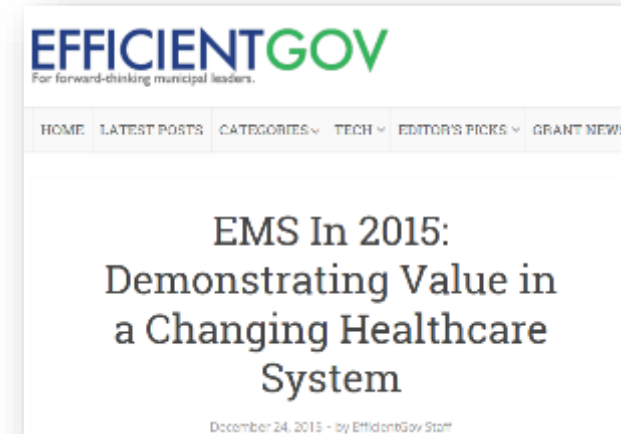 EFFICIENTGOV
For forward-thinking municipal leaders.
HOME LATEST POSTS CATEGORIES TECH EDITOR'S PICKS GRANT NEWS
EMS In 2015:
Demonstrating Value in
a Changing Healthcare
System
December 24, 2015 - by EfficientGov Staff